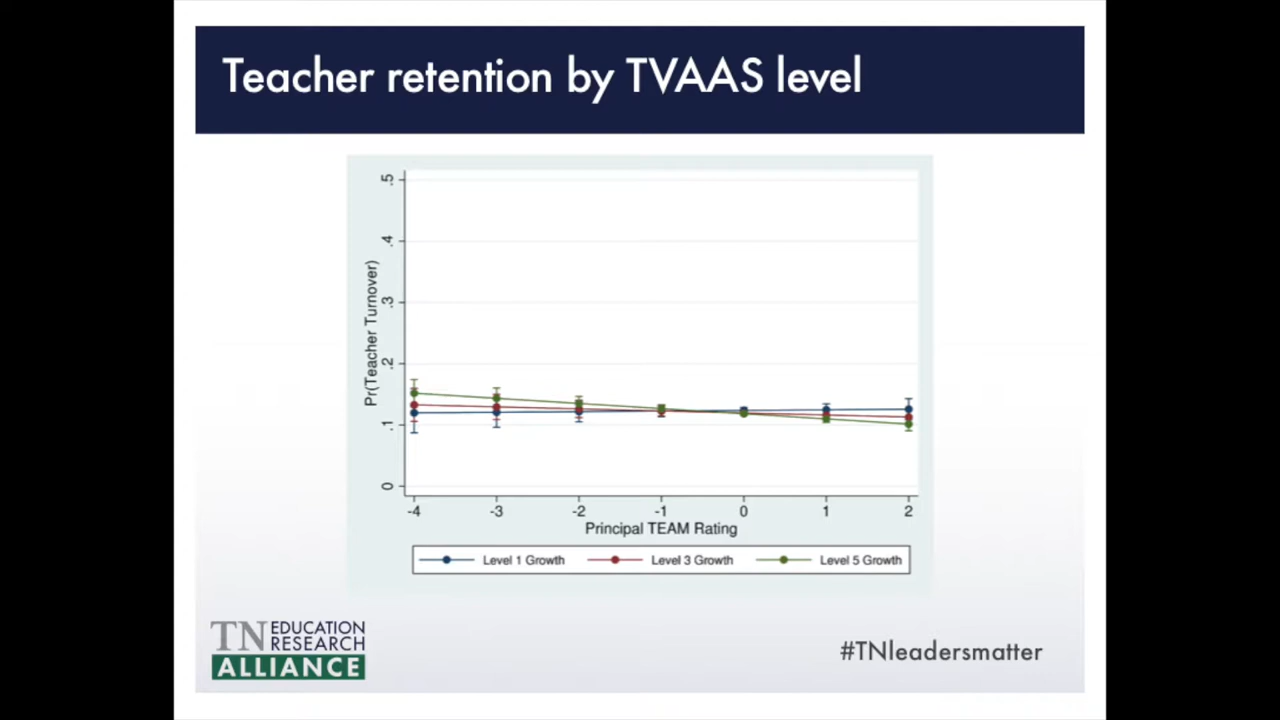 Teacher retention by TVAAS level
.5
.4
.3
.2
.1
0
Pr(Teacher Turnover)
-4 -3 -2 -1 0 1 2
Principal TEAM Rating
Level 1 Growth Level 3 Growth Level 5 Growth
TN EDUCATION
RESEARCH
ALLIANCE
#TNleadersmatter